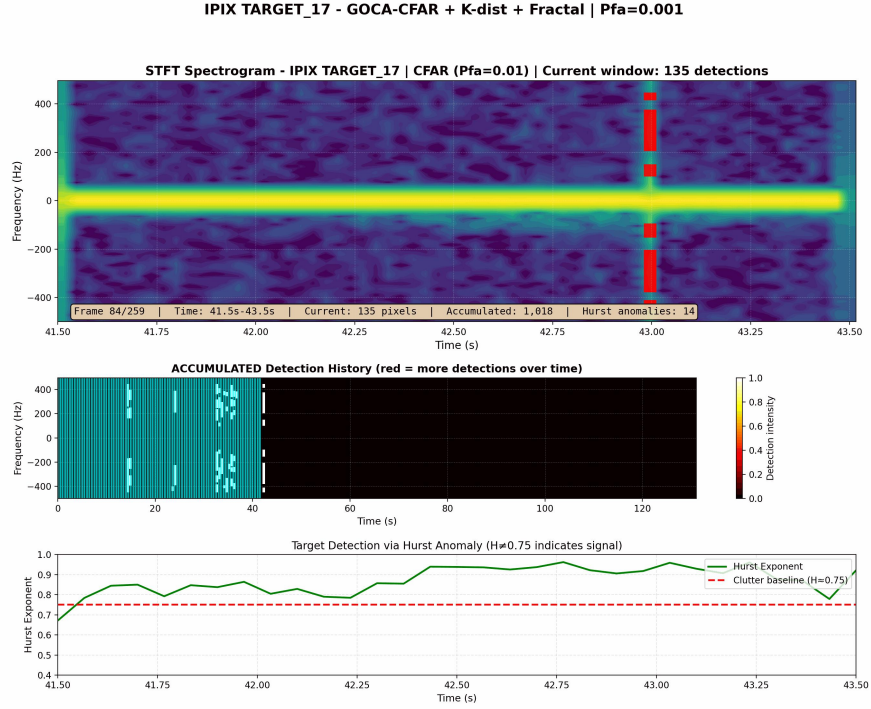 IPIX TARGET_17 - GOCA-CFAR + K-dist + Fractal | Pfa=0.001
STFT Spectrogram - IPIX TARGET_17 | CFAR (Pfa=0.01) | Current window: 135 detections
Frequency (Hz)
400
200
0
−200
−400
Frame 84/259 | Time: 41.5s-43.5s | Current: 135 pixels | Accumulated: 1,018 | Hurst anomalies: 14
41.50 41.75 42.00 42.25 42.50 42.75 43.00 43.25 43.50
Time (s)
ACCUMULATED Detection History (red = more detections over time)
Frequency (Hz)
400
200
0
−200
−400
0 20 40 60 80 100 120
Time (s)
1.0
0.8
0.6
0.4
0.2
0.0
Detection intensity
Target Detection via Hurst Anomaly (H≠0.75 indicates signal)
Hurst Exponent
1.0
0.9
0.8
0.7
0.6
0.5
0.4
Hurst Exponent
Clutter baseline (H≈0.75)
41.50 41.75 42.00 42.25 42.50 42.75 43.00 43.25 43.50
Time (s)